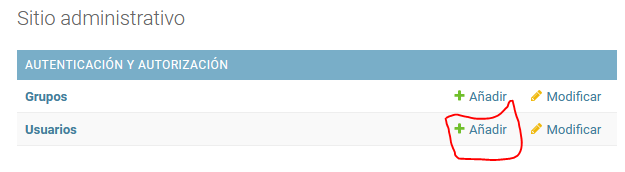 Sitio administrativo
AUTENTICACIÓN Y AUTORIZACIÓN
Grupos Añadir Modificar
Usuarios Añadir Modificar